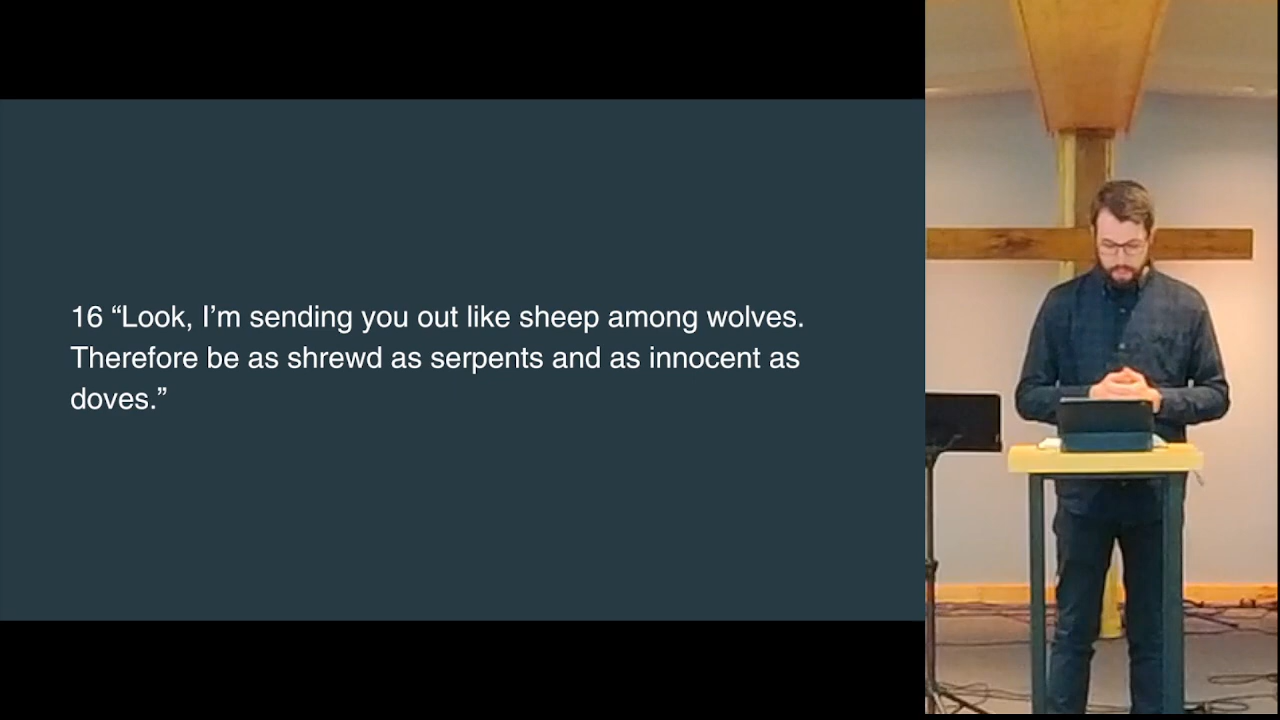 16 “Look, I’m sending you out like sheep among wolves.
Therefore be as shrewd as serpents and as innocent as
doves.”